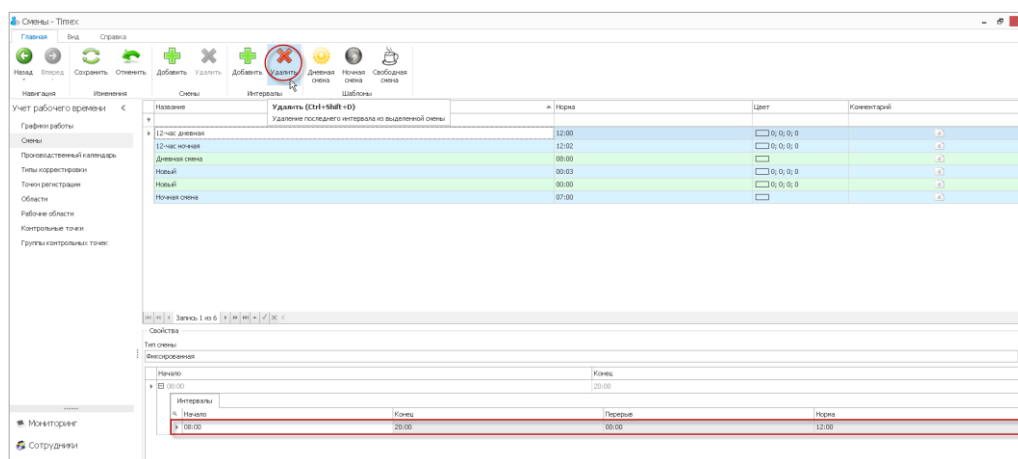 Смены - Timex
Главная Вид Справка
Назад Вперед Сохранить Отменить Добавить Удалить Добавить Удалить Дневная смена Ночная смена Свободная смена
Навигация Изменения Смены Интервалы Шаблоны
Учет рабочего времени
Графики работы
Смены
Производственный календарь
Типы корректировки
Точки регистрации
Области
Рабочие области
Контрольные точки
Группы контрольных точек
Мониторинг
Сотрудники
Удалить (Ctrl+Shift+D)
Удаление последнего интервала из выделенной смены
Название Норма Цвет Комментарий
12-час дневная 12:00 0; 0; 0; 0
12-час ночная 12:02 0; 0; 0; 0
Дневная смена 08:00
Новый 00:03 0; 0; 0; 0
Новый 00:00 0; 0; 0; 0
Ночная смена 07:00
Запись 1 из 6
Свойства
Тип смены
Фиксированная
Начало Конец
08:00 20:00
Интервалы
Начало Конец Перерыв Норма
08:00 20:00 00:00 12:00